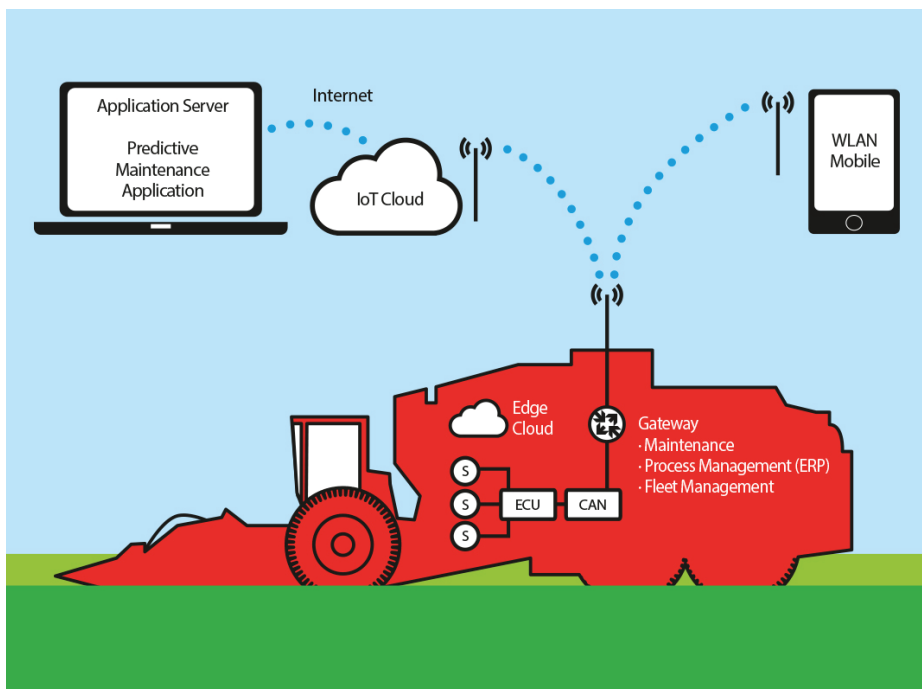 Application Server
Predictive
Maintenance
Application
Internet
IoT Cloud
WLAN
Mobile
Edge
Cloud
Gateway
· Maintenance
· Process Management (ERP)
· Fleet Management
S
S
S
ECU
CAN